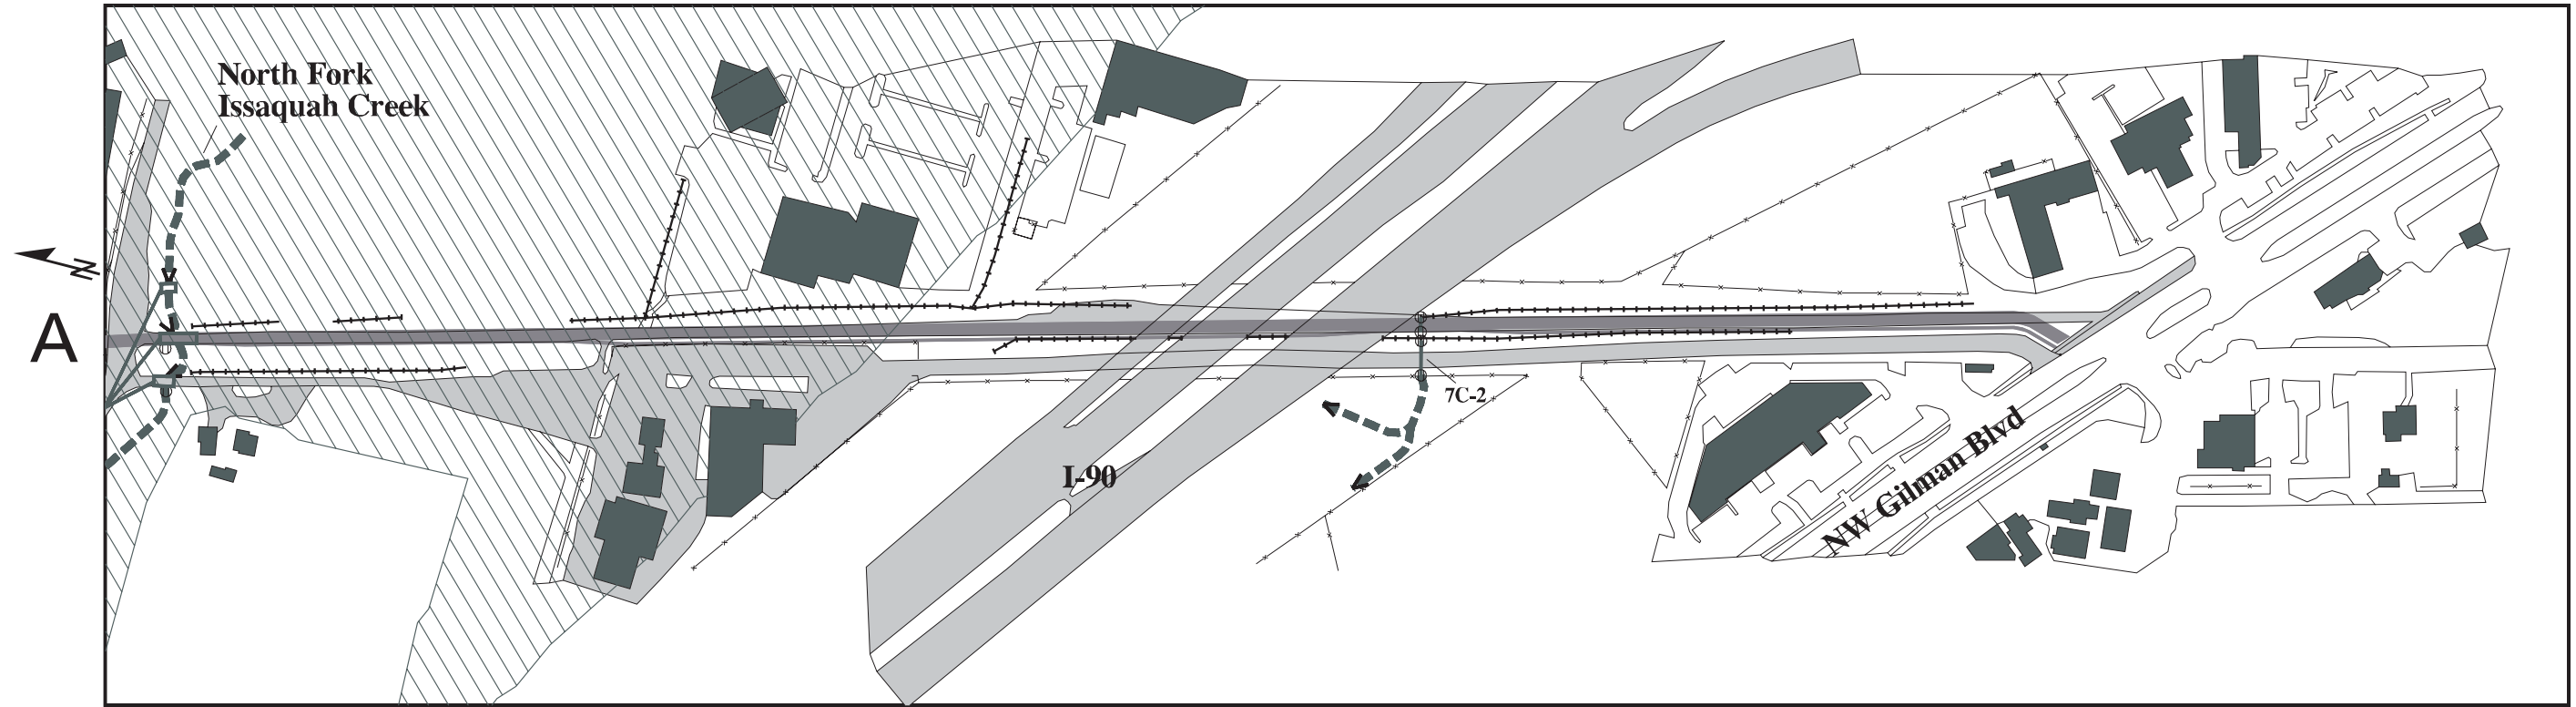 North Fork
Issaquah Creek
N
A
7C-2
I-90
NW Gilman Blvd